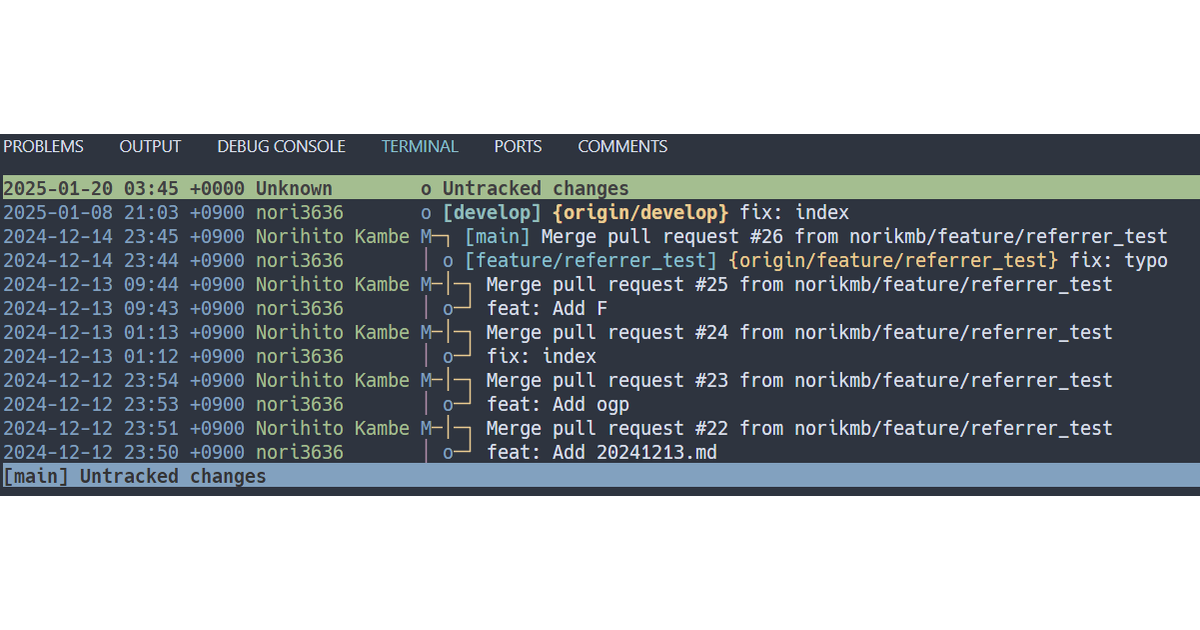 PROBLEMS OUTPUT DEBUG CONSOLE TERMINAL PORTS COMMENTS
2025-01-20 03:45 +0000 Unknown o Untracked changes
2025-01-08 21:03 +0900 nori3636 o [develop] {origin/develop} fix: index
2024-12-14 23:45 +0900 Norihito Kambe M─┐ [main] Merge pull request #26 from norikmb/feature/referrer_test
2024-12-14 23:44 +0900 nori3636 │ o [feature/referrer_test] {origin/feature/referrer_test} fix: typo
2024-12-13 09:44 +0900 Norihito Kambe M─│─┐ Merge pull request #25 from norikmb/feature/referrer_test
2024-12-13 09:43 +0900 nori3636 │ o─┘ feat: Add F
2024-12-13 01:13 +0900 Norihito Kambe M─│─┐ Merge pull request #24 from norikmb/feature/referrer_test
2024-12-13 01:12 +0900 nori3636 │ o─┘ fix: index
2024-12-12 23:54 +0900 Norihito Kambe M─│─┐ Merge pull request #23 from norikmb/feature/referrer_test
2024-12-12 23:53 +0900 nori3636 │ o─┘ feat: Add ogp
2024-12-12 23:51 +0900 Norihito Kambe M─│─┐ Merge pull request #22 from norikmb/feature/referrer_test
2024-12-12 23:50 +0900 nori3636 │ o─┘ feat: Add 20241213.md
[main] Untracked changes